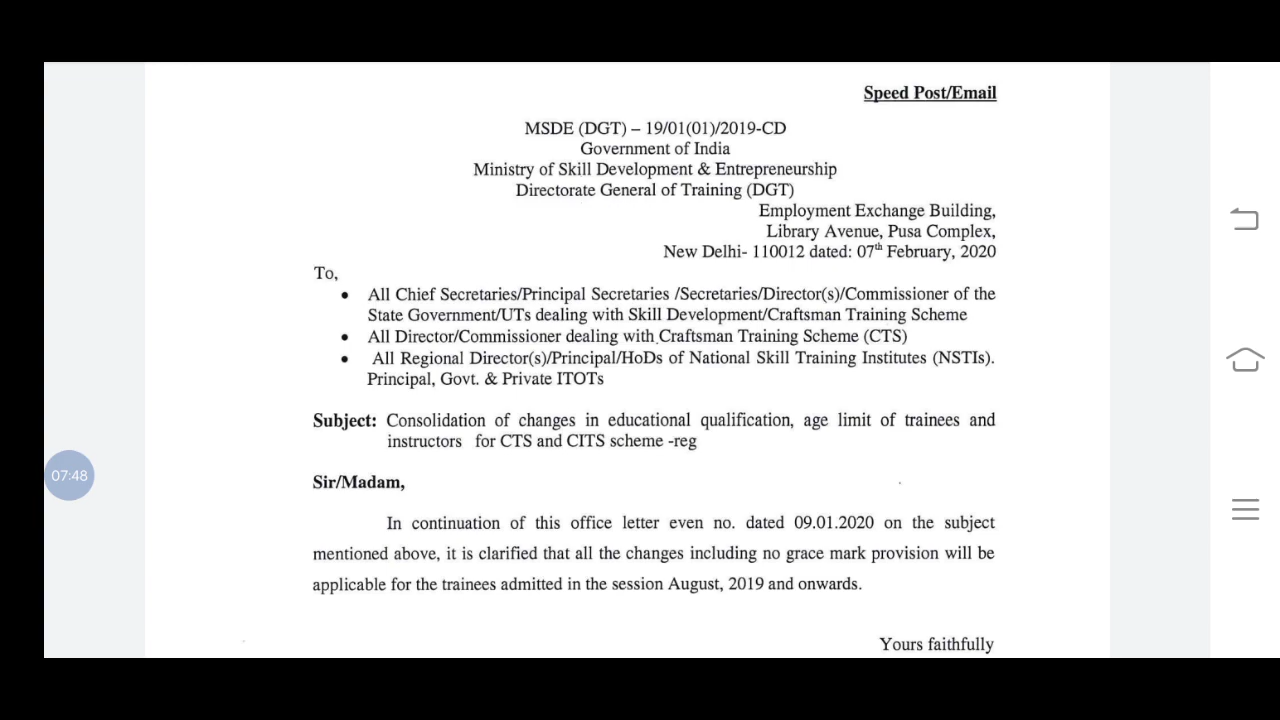 Speed Post/Email
MSDE (DGT) – 19/01(01)/2019-CD
Government of India
Ministry of Skill Development & Entrepreneurship
Directorate General of Training (DGT)
Employment Exchange Building,
Library Avenue, Pusa Complex,
New Delhi- 110012 dated: 07th February, 2020
To,
• All Chief Secretaries/Principal Secretaries /Secretaries/Director(s)/Commissioner of the
State Government/UTs dealing with Skill Development/Craftsman Training Scheme
• All Director/Commissioner dealing with Craftsman Training Scheme (CTS)
• All Regional Director(s)/Principal/HoDs of National Skill Training Institutes (NSTIs).
Principal, Govt. & Private ITOTs
Subject: Consolidation of changes in educational qualification, age limit of trainees and
instructors for CTS and CITS scheme -reg
07:48
Sir/Madam,
In continuation of this office letter even no. dated 09.01.2020 on the subject
mentioned above, it is clarified that all the changes including no grace mark provision will be
applicable for the trainees admitted in the session August, 2019 and onwards.
Yours faithfully